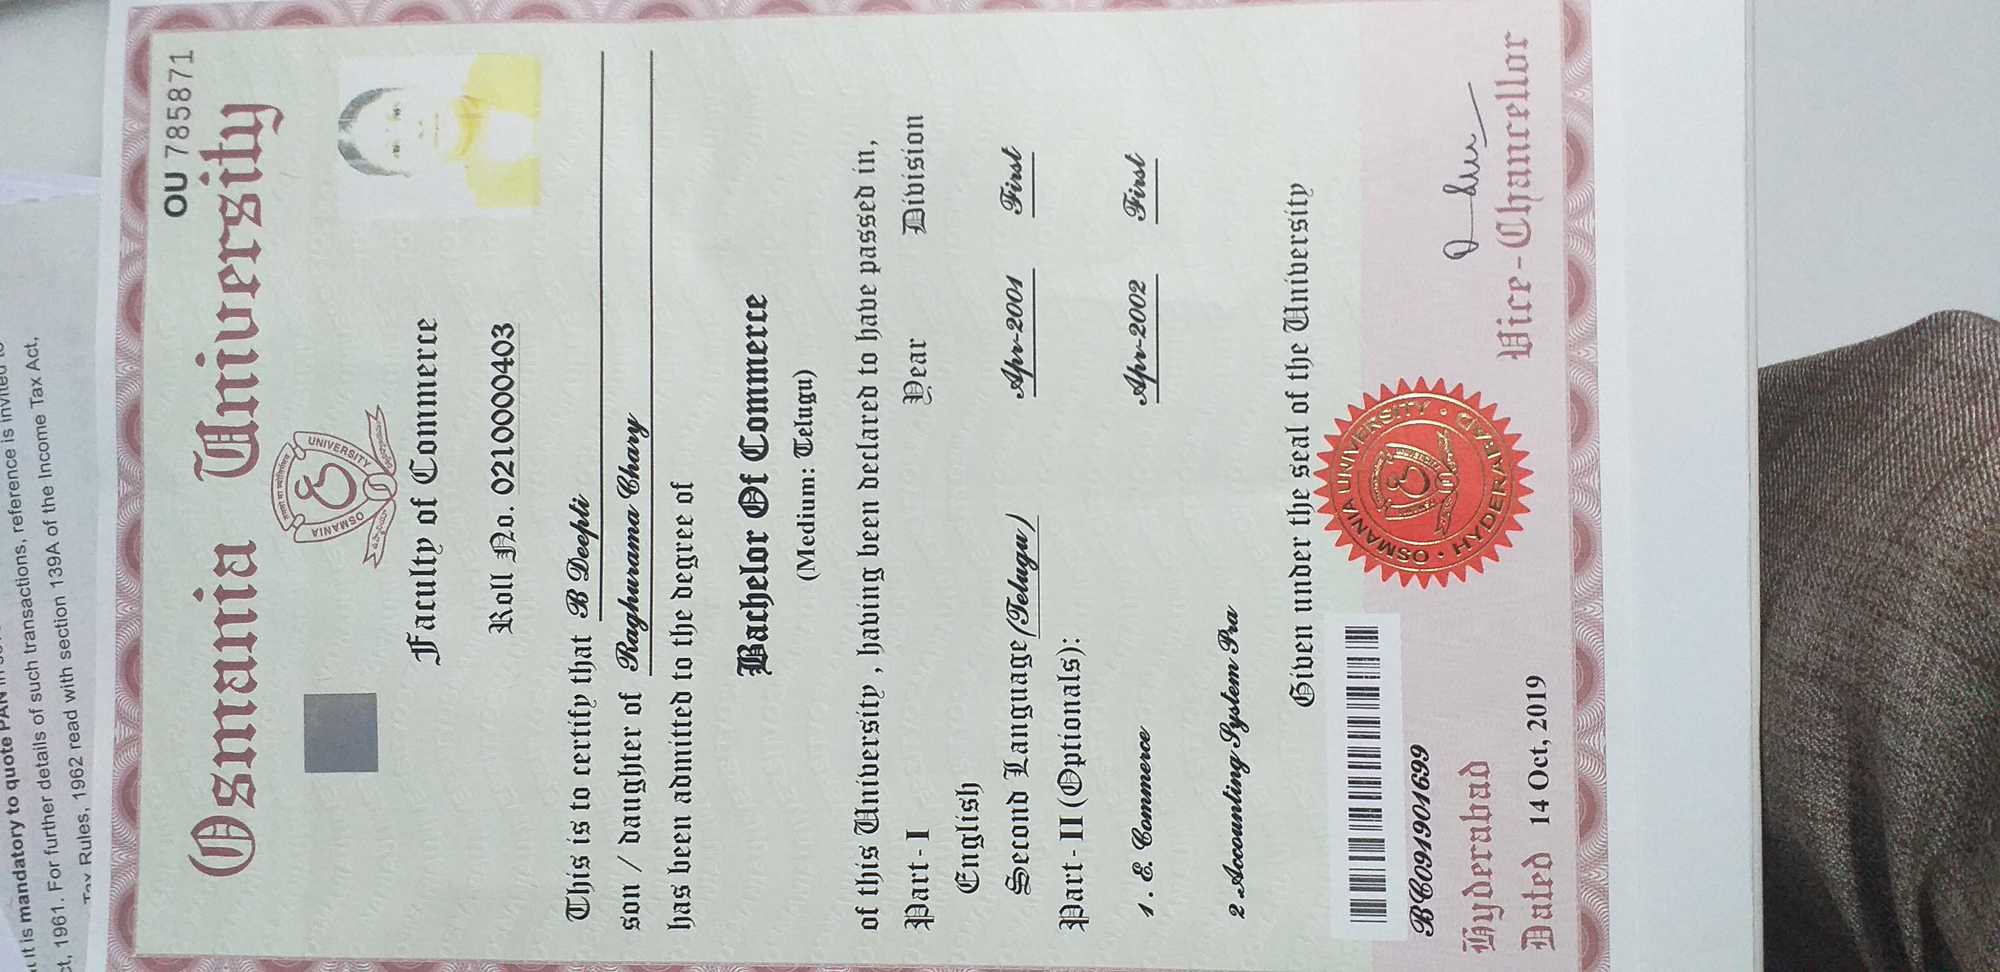 it is mandatory to quote PAN in
ct, 1961. For further details of such transactions, reference is invited to
Tax Rules, 1962 read with section 139A of the Income Tax Act,
OU 785871
Osmania University
OSMANIA UNIVERSITY
Faculty of Commerce
Roll No. 0210000403
This is to certify that B Deepti
son / daughter of Raghurama Chary
has been admitted to the degree of
Bachelor Of Commerce
(Medium: Telugu)
of this University , having been declared to have passed in,
Part - I Year Division
English
Second Language (Telugu) Apr-2001 First
Part - II (Optionals):
1 . E. Commerce Apr-2002 First
2 Accounting System Pra
Given under the seal of the University
OSMANIA UNIVERSITY • HYDERABAD •
BC091901699
Hyderabad
Dated 14 Oct, 2019
Vice-Chancellor